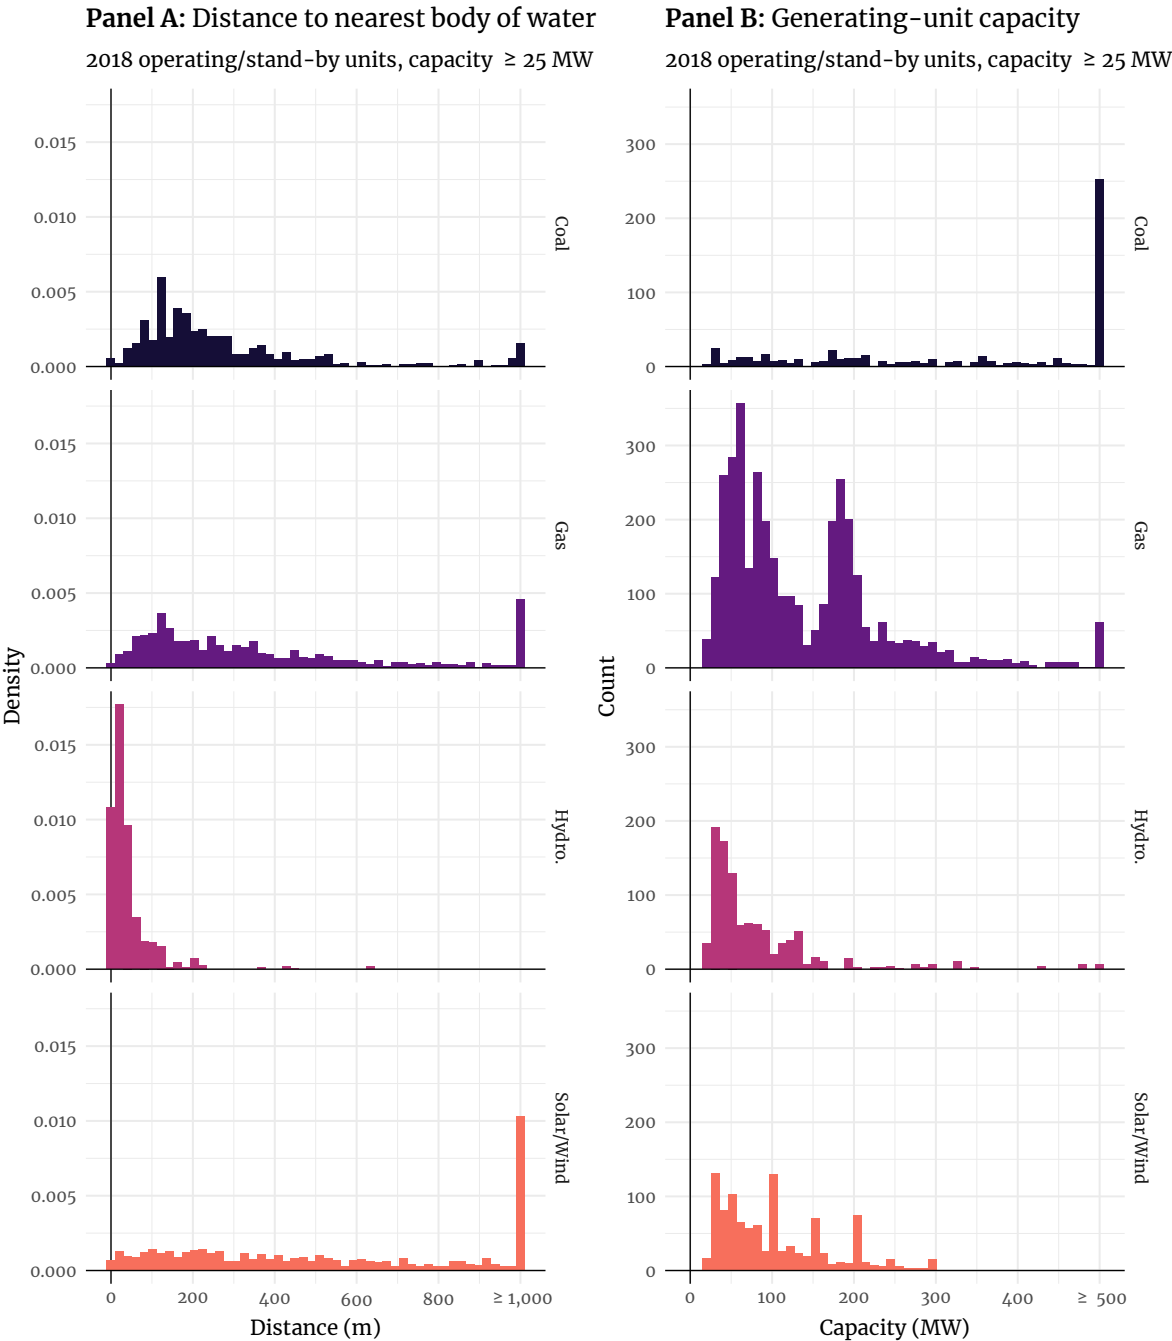 Panel A: Distance to nearest body of water
2018 operating/stand-by units, capacity ≥ 25 MW
Density
0.015
0.010
0.005
0.000
Coal
0.015
0.010
0.005
0.000
Gas
0.015
0.010
0.005
0.000
Hydro.
0.015
0.010
0.005
0.000
Solar/Wind
0 200 400 600 800 ≥ 1,000
Distance (m)
Panel B: Generating-unit capacity
2018 operating/stand-by units, capacity ≥ 25 MW
Count
300
200
100
0
Coal
300
200
100
0
Gas
300
200
100
0
Hydro.
300
200
100
0
Solar/Wind
0 100 200 300 400 ≥ 500
Capacity (MW)